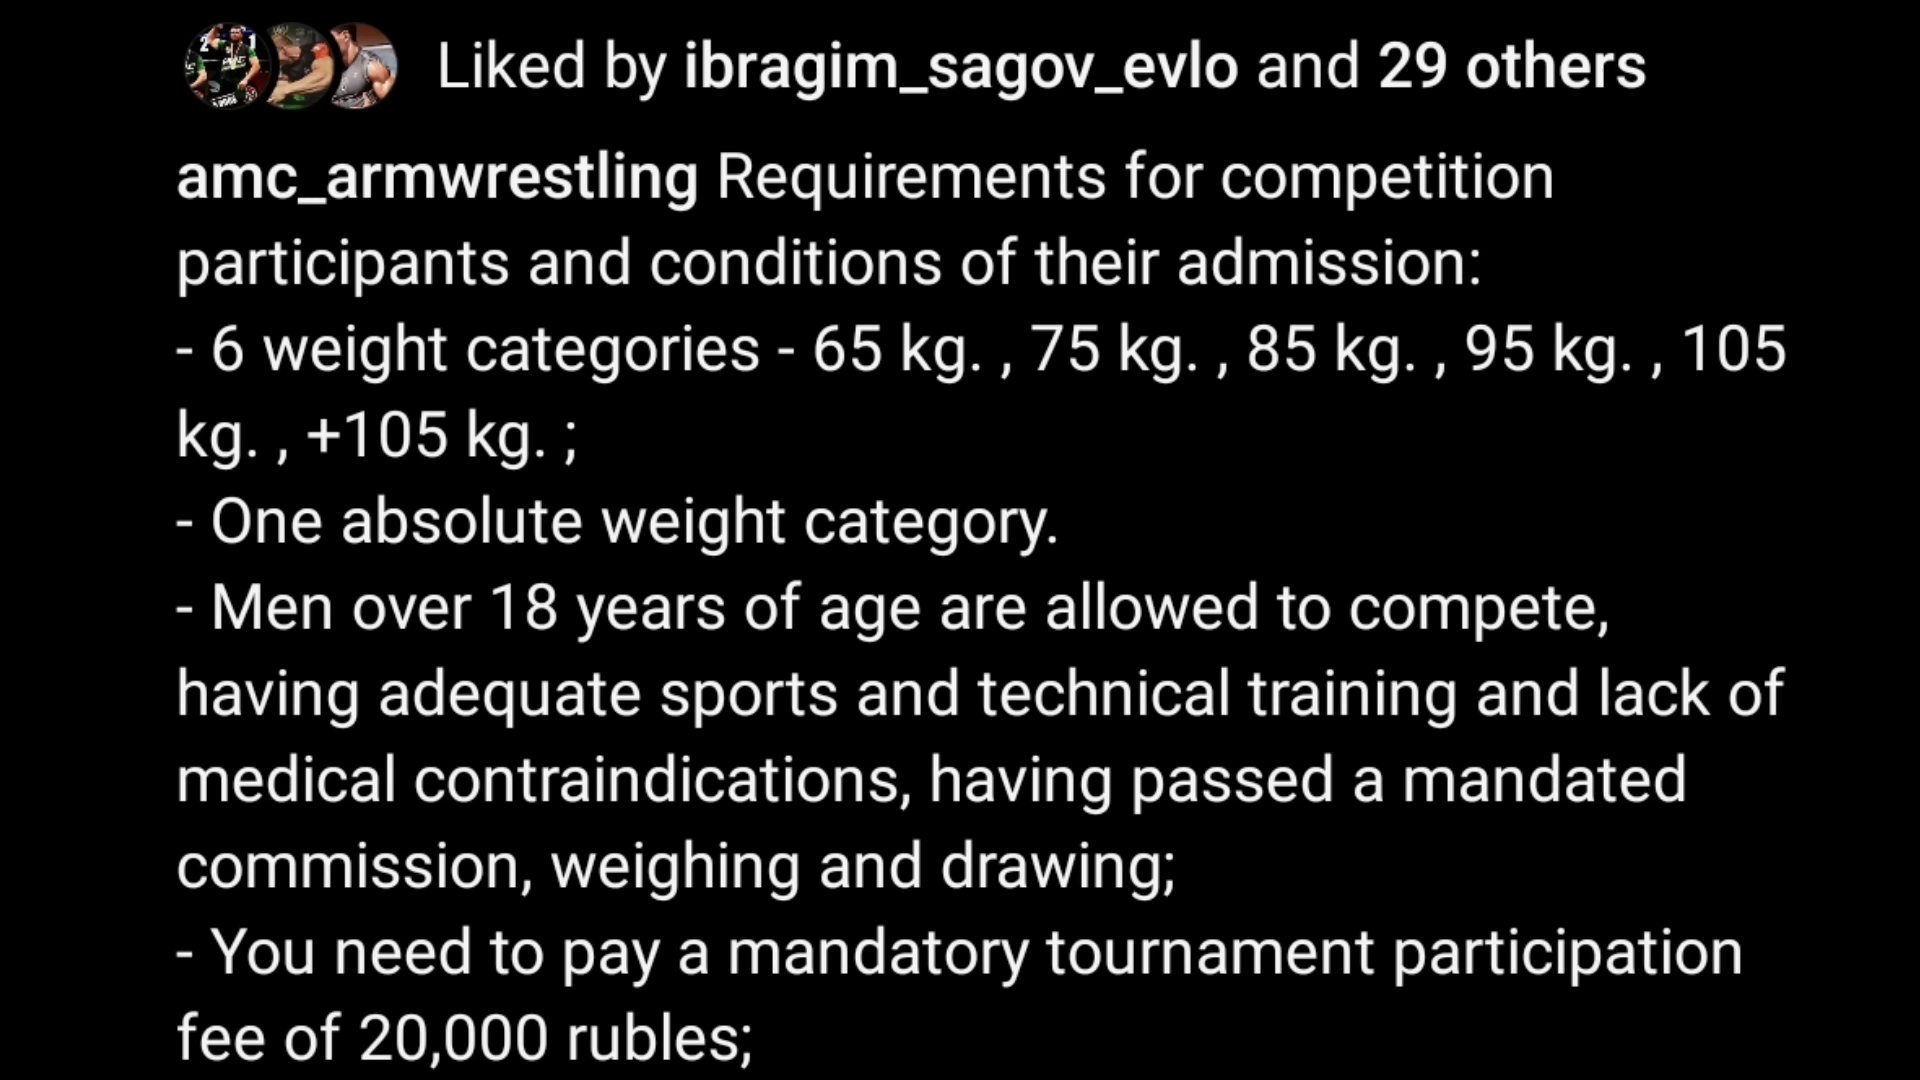 Liked by ibragim_sagov_evlo and 29 others
amc_armwrestling Requirements for competition
participants and conditions of their admission:
- 6 weight categories - 65 kg. , 75 kg. , 85 kg. , 95 kg. , 105
kg. , +105 kg. ;
- One absolute weight category.
- Men over 18 years of age are allowed to compete,
having adequate sports and technical training and lack of
medical contraindications, having passed a mandated
commission, weighing and drawing;
- You need to pay a mandatory tournament participation
fee of 20,000 rubles;